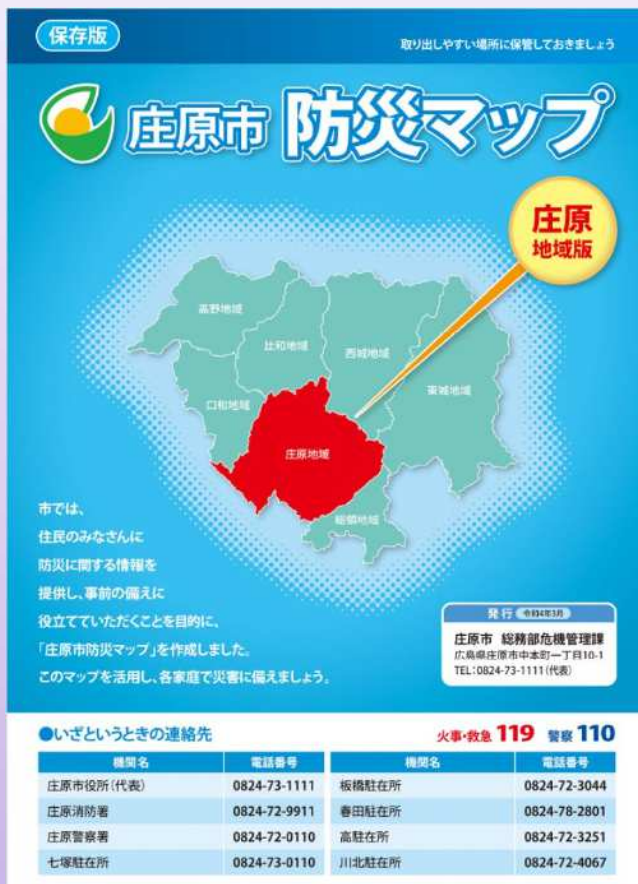 保存版
取り出しやすい場所に保管しておきましょう
庄原市 防災マップ
庄原
地域版
高野地域
比和地域
西城地域
東城地域
口和地域
庄原地域
総領地域
市では、
住民のみなさんに
防災に関する情報を
提供し、事前の備えに
役立てていただくことを目的に、
「庄原市防災マップ」を作成しました。
このマップを活用し、各家庭で災害に備えましょう。
発行 令和4年3月
庄原市 総務部危機管理課
広島県庄原市中本町一丁目10-1
TEL:0824-73-1111(代表)
●いざというときの連絡先
火事・救急 119 警察 110
機関名 電話番号 機関名 電話番号
庄原市役所(代表) 0824-73-1111 板橋駐在所 0824-72-3044
庄原消防署 0824-72-9911 春田駐在所 0824-78-2801
庄原警察署 0824-72-0110 高駐在所 0824-72-3251
七塚駐在所 0824-73-0110 川北駐在所 0824-72-4067